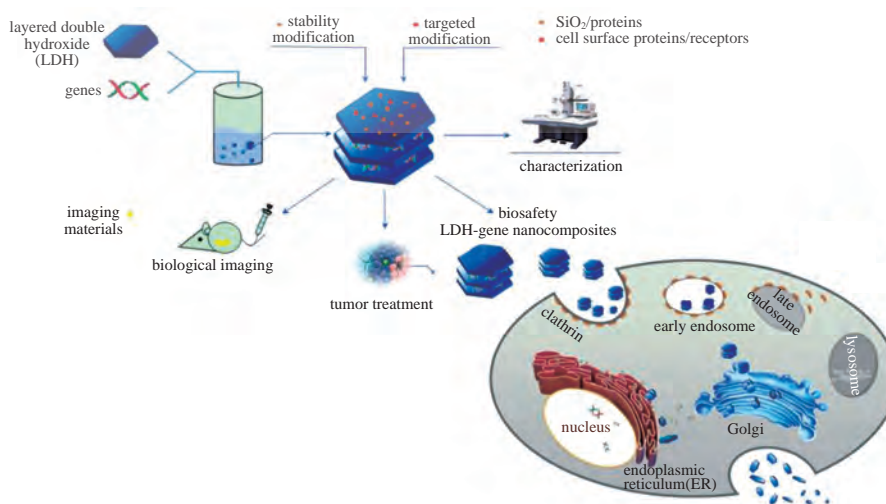 layered double
hydroxide
(LDH)
genes
stability
modification
targeted
modification
SiO2/proteins
cell surface proteins/receptors
characterization
imaging
materials
biological imaging
tumor treatment
biosafety
LDH-gene nanocomposites
clathrin
early endosome
late
endosome
lysosome
nucleus
Golgi
endoplasmic
reticulum(ER)